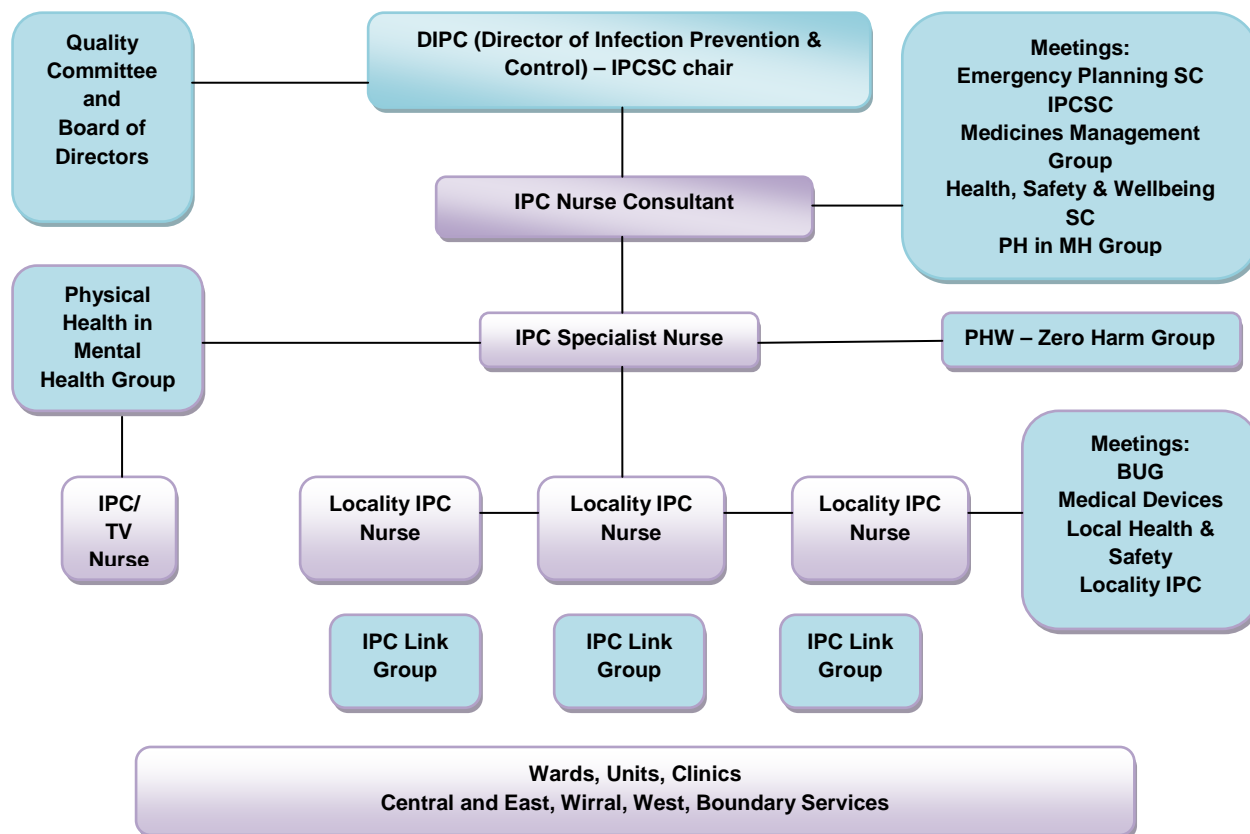 Quality
Committee
and
Board of
Directors
DIPC (Director of Infection Prevention &
Control) – IPCSC chair
Meetings:
Emergency Planning SC
IPCSC
Medicines Management
Group
Health, Safety & Wellbeing
SC
PH in MH Group
IPC Nurse Consultant
Physical
Health in
Mental
Health Group
IPC Specialist Nurse
PHW – Zero Harm Group
IPC/
TV
Nurse
Locality IPC
Nurse
Locality IPC
Nurse
Locality IPC
Nurse
Meetings:
BUG
Medical Devices
Local Health &
Safety
Locality IPC
IPC Link
Group
IPC Link
Group
IPC Link
Group
Wards, Units, Clinics
Central and East, Wirral, West, Boundary Services